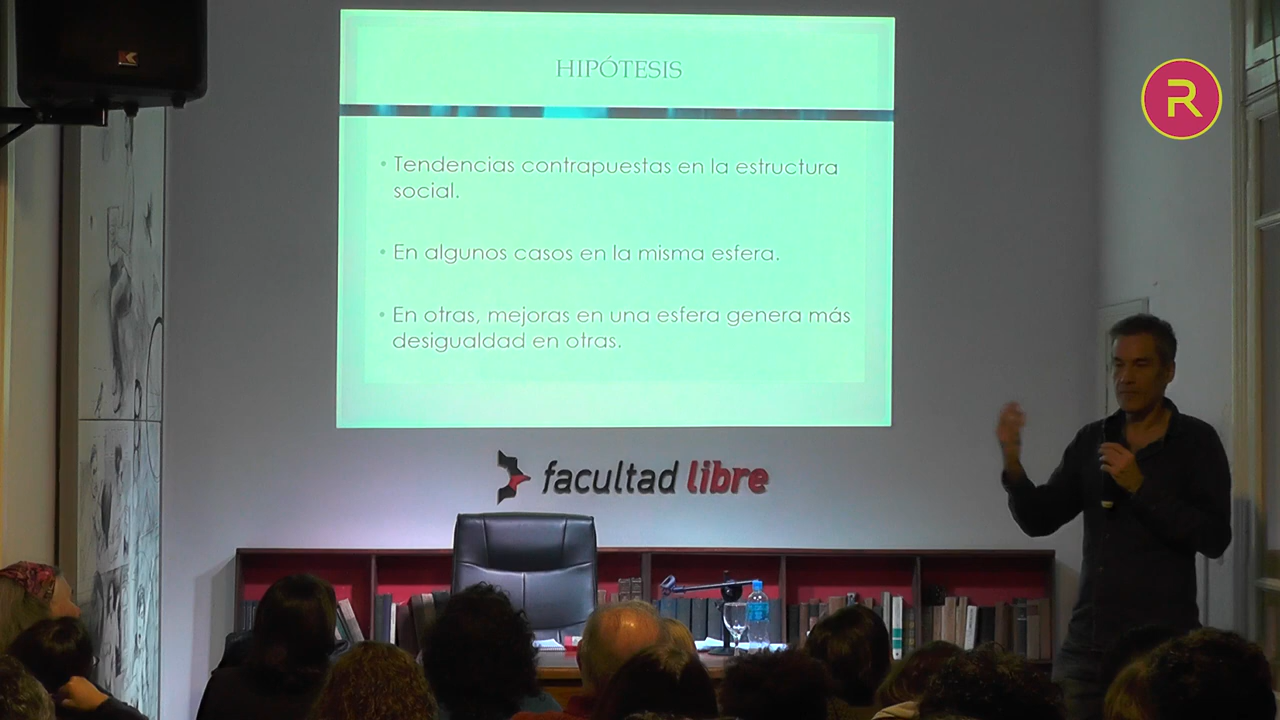 HIPÓTESIS
R
• Tendencias contrapuestas en la estructura
social.
• En algunos casos en la misma esfera.
• En otras, mejoras en una esfera genera más
desigualdad en otras.
facultad libre